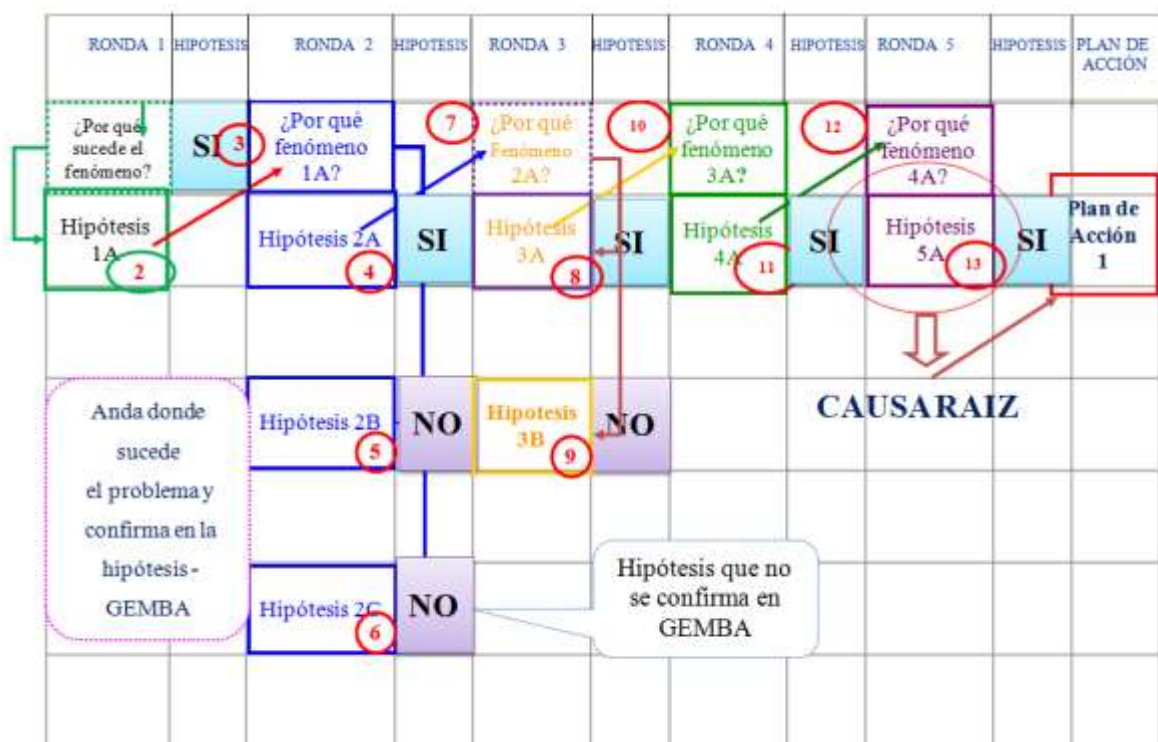 RONDA 1 HIPOTESIS RONDA 2 HIPOTESIS RONDA 3 HIPOTESIS RONDA 4 HIPOTESIS RONDA 5 HIPOTESIS PLAN DE
ACCIÓN
¿Por qué
sucede el
fenómeno?
SI
3
¿Por qué
fenómeno
1A?
7
¿Por qué
Fenómeno
2A?
10
¿Por qué
fenómeno
3A?
12
¿Por qué
fenómeno
4A?
Hipótesis
1A
2
Hipótesis 2A
4
SI
Hipótesis
3A
8
SI
Hipótesis
4A
11
SI
Hipótesis
5A
13
SI
Plan de
Acción
1
Anda donde
sucede
el problema y
confirma en la
hipótesis -
GEMBA
Hipótesis 2B
5
NO
Hipotesis
3B
9
NO
CAUSA RAIZ
Hipótesis 2C
6
NO
Hipótesis que no
se confirma en
GEMBA